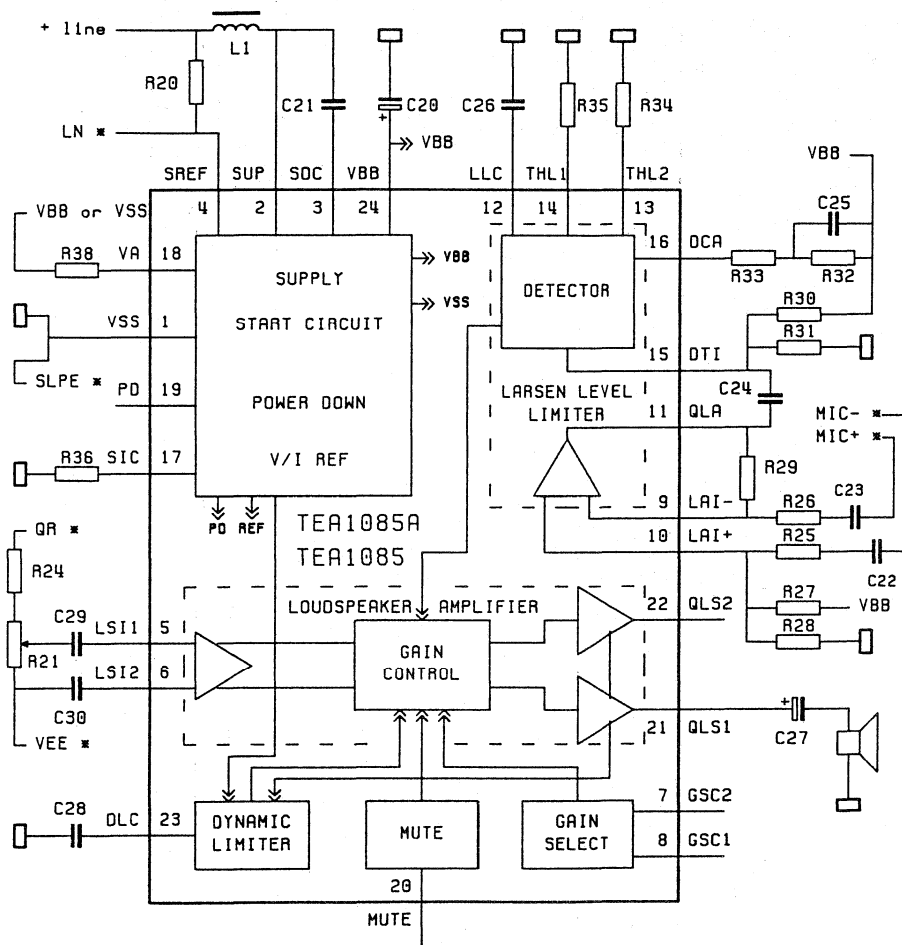 + line
L1
R20
C21
C20
+
C26
R35
R34
LN *
VBB
VBB
SREF
SUP
SOC
VBB
LLC
THL1
THL2
4
2
3
24
12
14
13
C25
VBB or VSS
R38
VA
18
16
DCA
R33
R32
SUPPLY
VBB
DETECTOR
VSS
1
START CIRCUIT
VSS
R30
R31
SLPE *
15
DTI
PD
19
POWER DOWN
LARSEN LEVEL
LIMITER
C24
11
QLA
MIC- *
MIC+ *
R36
SIC
17
V/I REF
R29
C23
PD
REF
9
LAI-
R26
QR *
TEA1085A
TEA1085
10
LAI+
R25
C22
R24
R27
VBB
R28
C29
LSI1
5
LOUDSPEAKER AMPLIFIER
22
QLS2
R21
LSI2
6
GAIN
CONTROL
C30
VEE *
21
QLS1
+
C27
C28
DLC
23
DYNAMIC
LIMITER
MUTE
GAIN
SELECT
7
GSC2
8
GSC1
20
MUTE